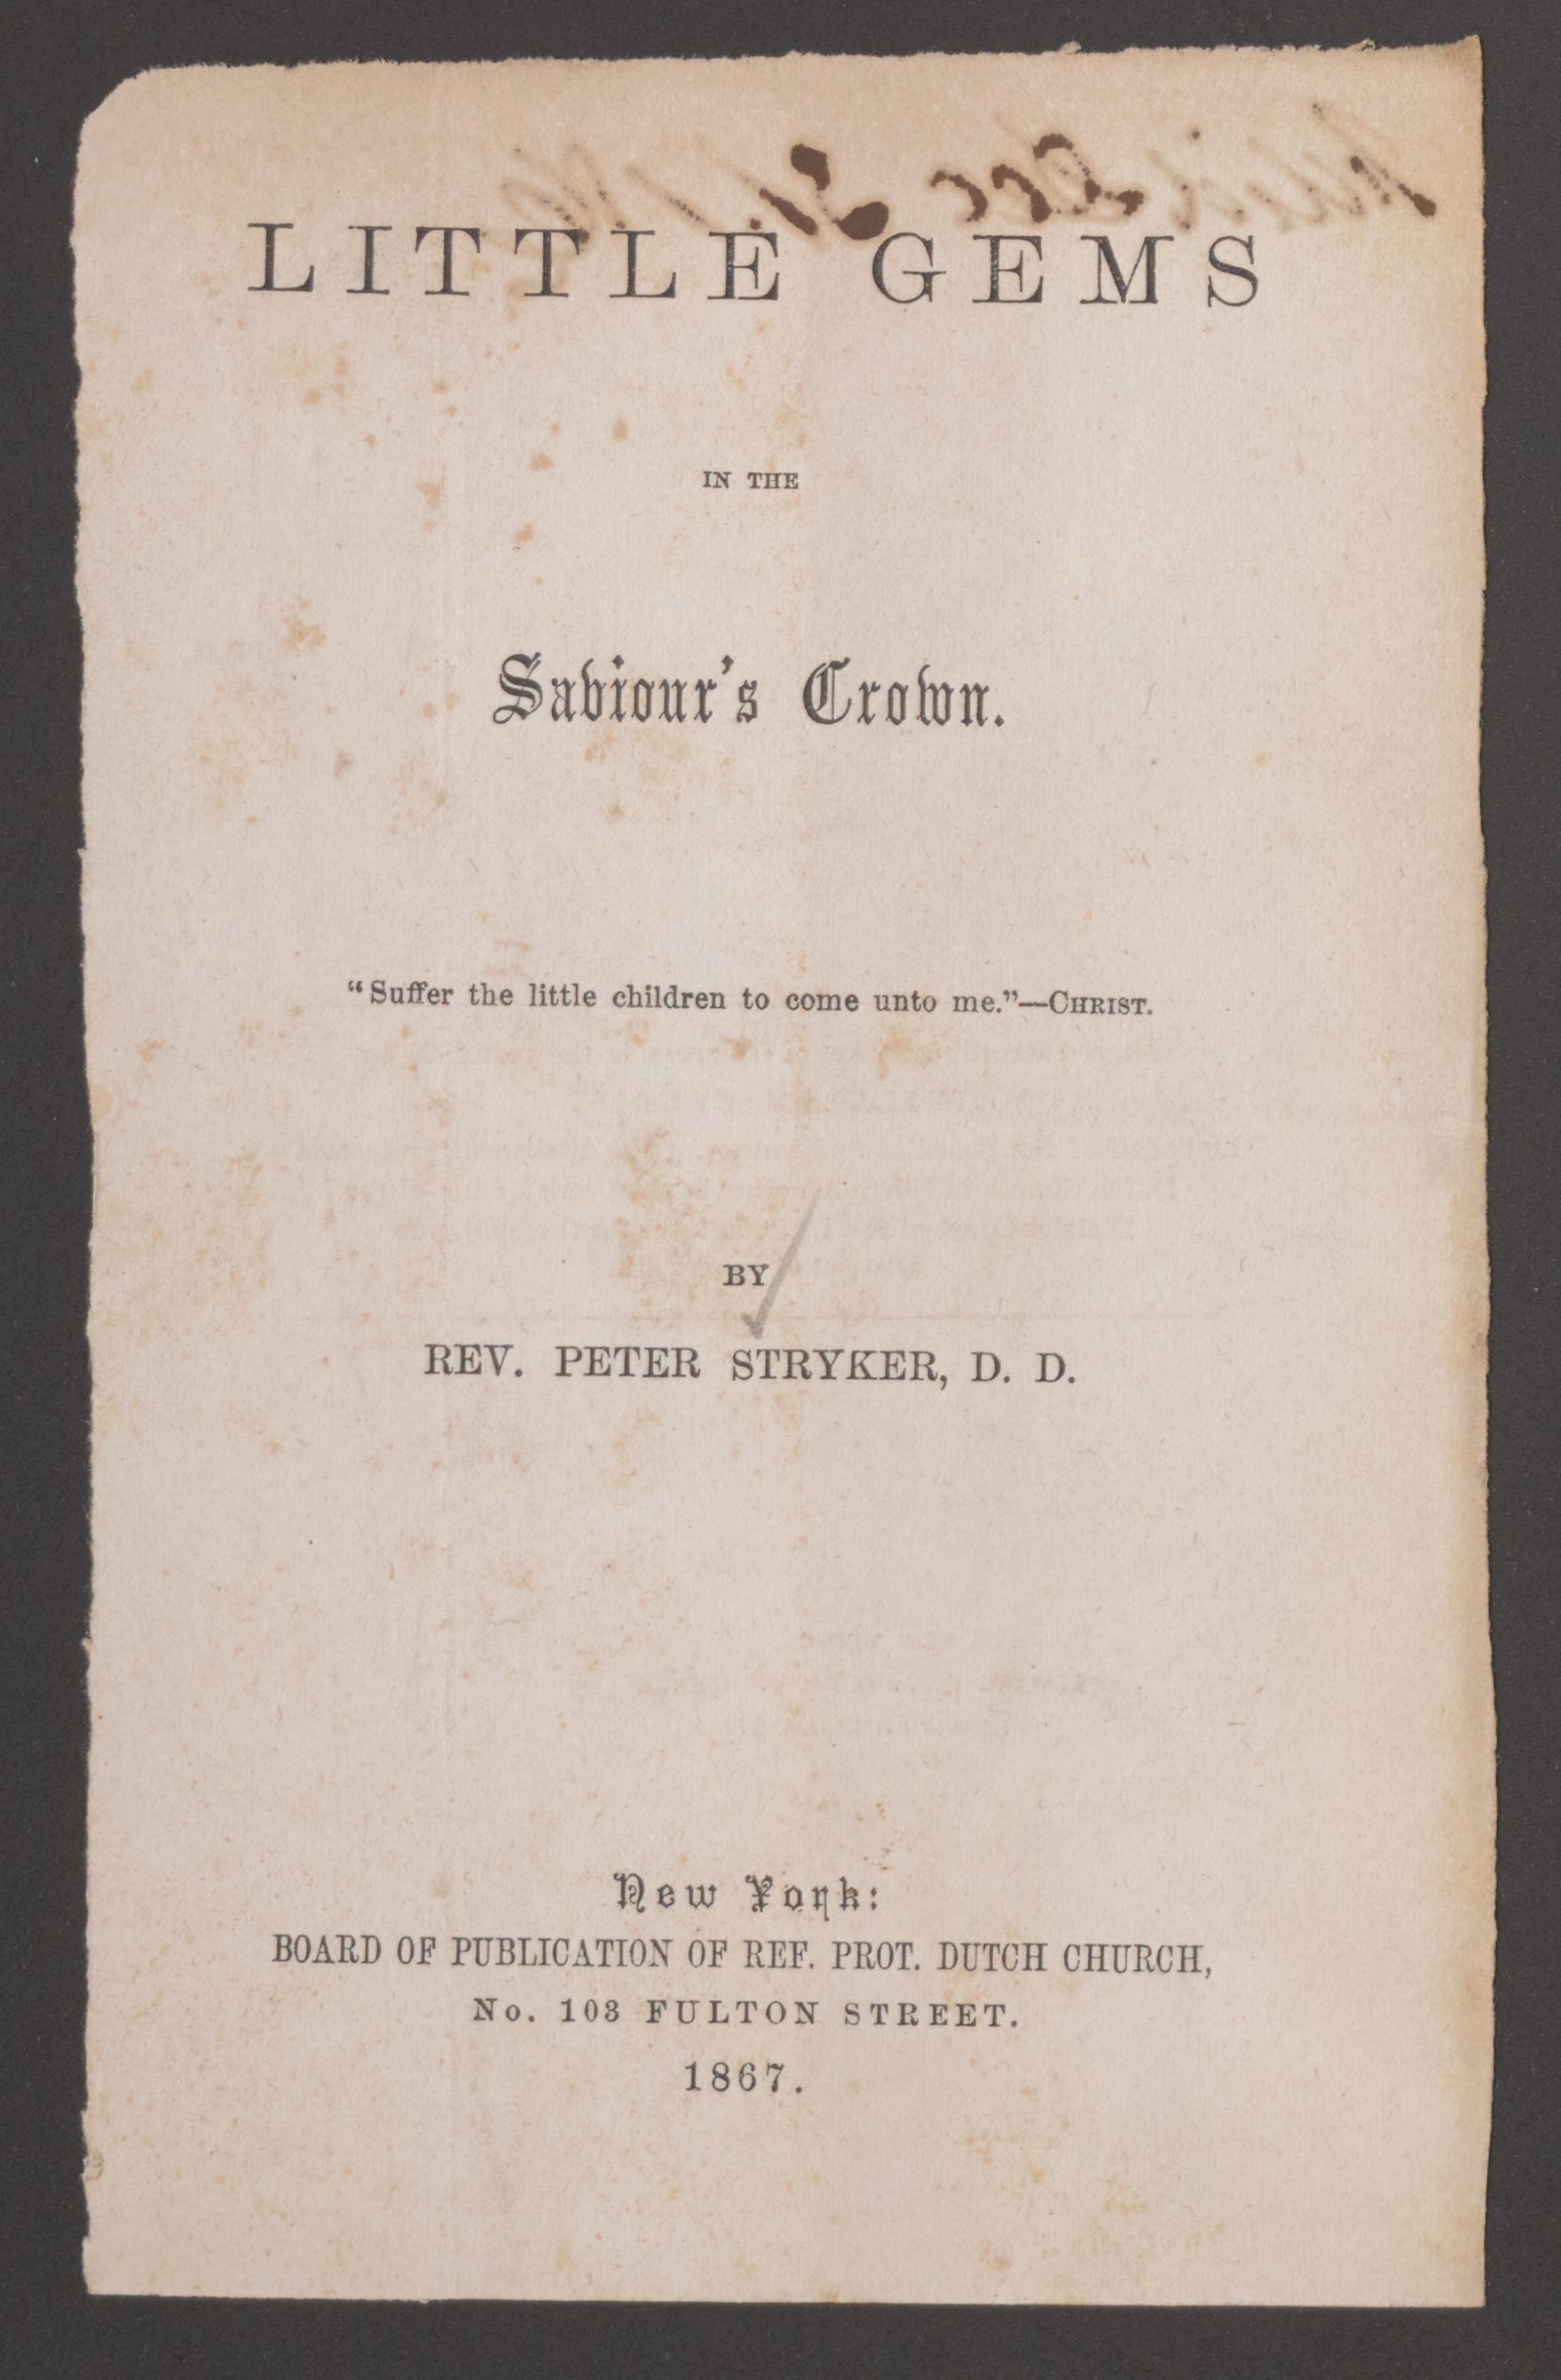 LITTLE GEMS
IN THE
Saviour's Crown.
“Suffer the little children to come unto me.”—CHRIST.
BY
REV. PETER STRYKER, D. D.
New York:
BOARD OF PUBLICATION OF REF. PROT. DUTCH CHURCH,
No. 103 FULTON STREET.
1867.